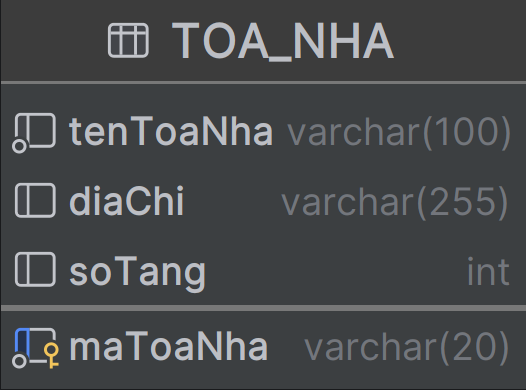 TOA_NHA
tenToaNha varchar(100)
diaChi varchar(255)
soTang int
maToaNha varchar(20)